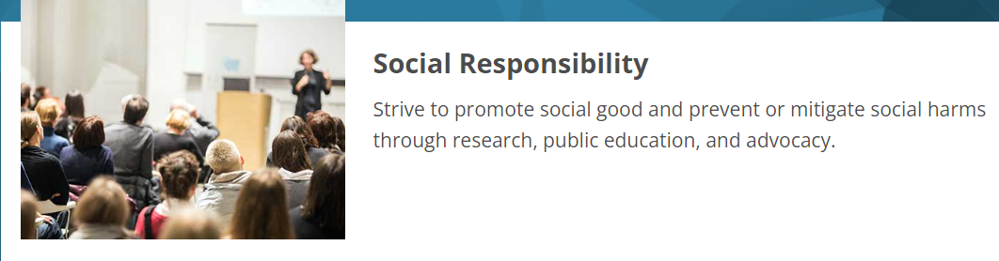 Social Responsibility
Strive to promote social good and prevent or mitigate social harms
through research, public education, and advocacy.